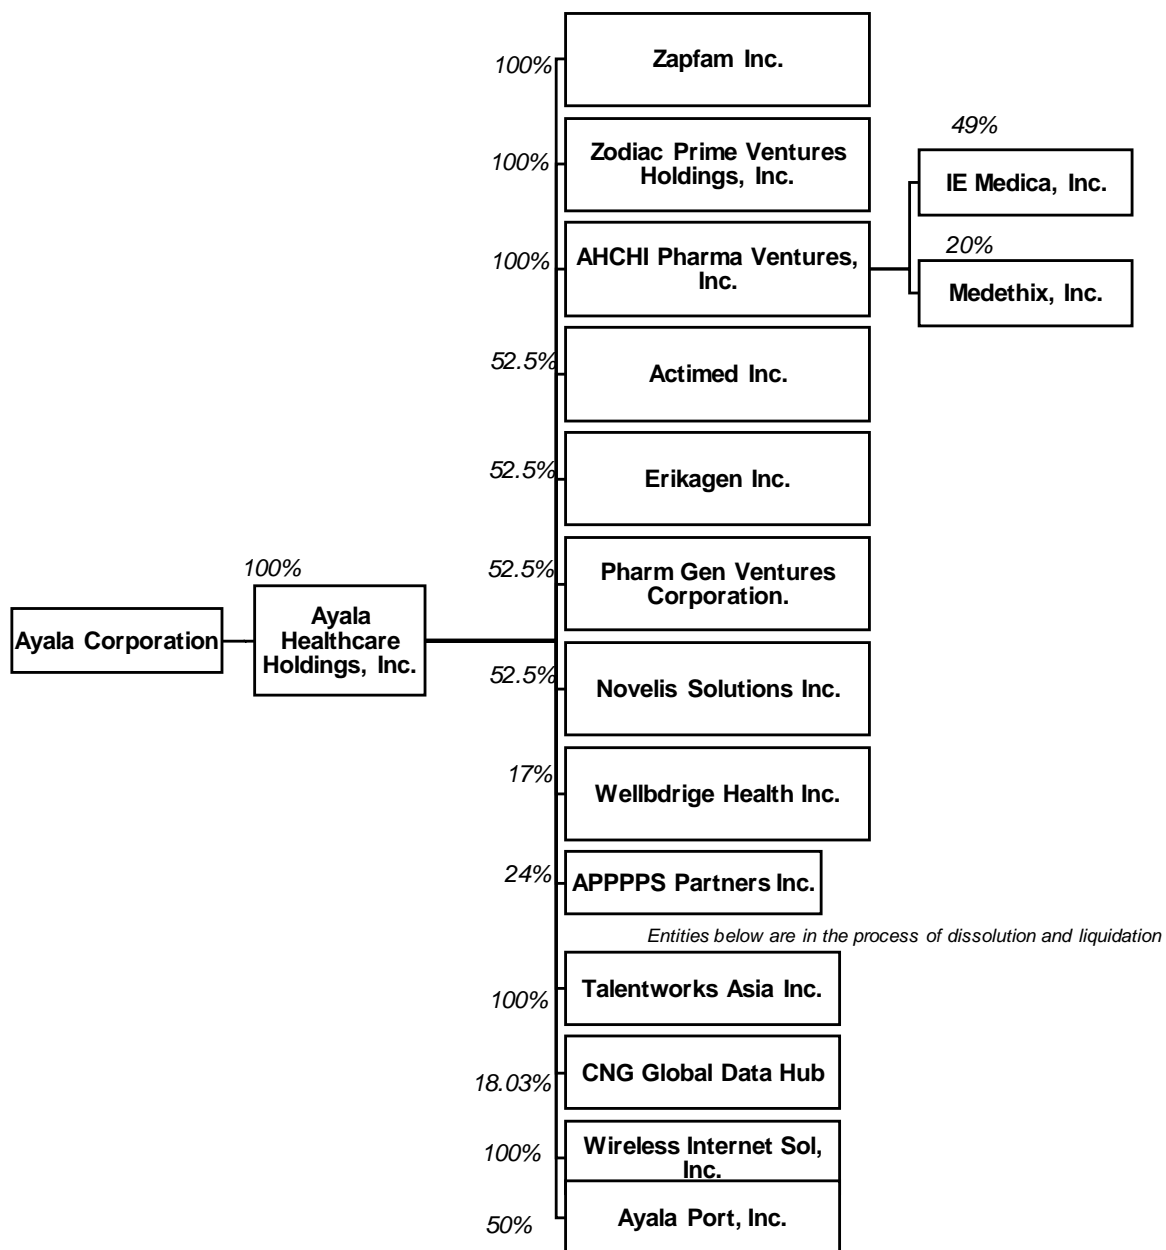 100%
Zapfam Inc.
100%
Zodiac Prime Ventures
Holdings, Inc.
49%
IE Medica, Inc.
100%
AHCHI Pharma Ventures,
Inc.
20%
Medethix, Inc.
52.5%
Actimed Inc.
52.5%
Erikagen Inc.
52.5%
Pharm Gen Ventures
Corporation.
Ayala Corporation
100%
Ayala
Healthcare
Holdings, Inc.
52.5%
Novelis Solutions Inc.
17%
Wellbdrige Health Inc.
24%
APPPPS Partners Inc.
Entities below are in the process of dissolution and liquidation
100%
Talentworks Asia Inc.
18.03%
CNG Global Data Hub
100%
Wireless Internet Sol,
Inc.
50%
Ayala Port, Inc.